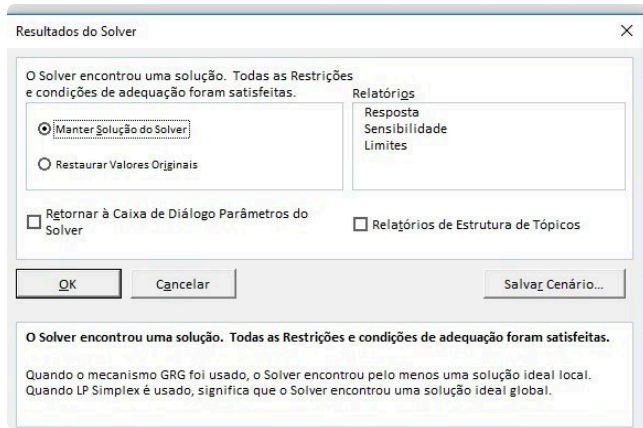 Resultados do Solver
O Solver encontrou uma solução. Todas as Restrições
e condições de adequação foram satisfeitas.
Relatórios
Manter Solução do Solver
Restaurar Valores Originais
Resposta
Sensibilidade
Limites
Retornar à Caixa de Diálogo Parâmetros do
Solver
Relatórios de Estrutura de Tópicos
OK
Cancelar
Salvar Cenário...
O Solver encontrou uma solução. Todas as Restrições e condições de adequação foram satisfeitas.
Quando o mecanismo GRG foi usado, o Solver encontrou pelo menos uma solução ideal local.
Quando LP Simplex é usado, significa que o Solver encontrou uma solução ideal global.